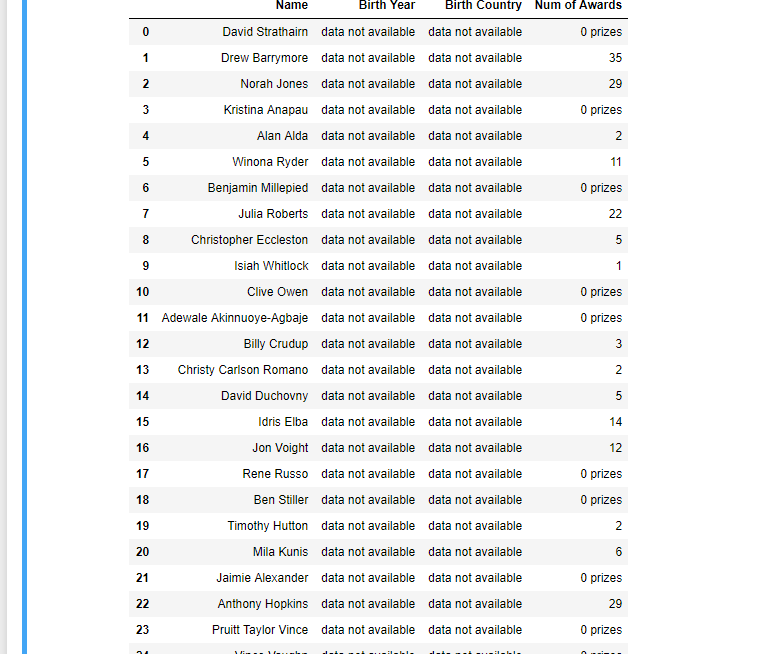 Name Birth Year Birth Country Num of Awards
0 David Strathairn data not available data not available 0 prizes
1 Drew Barrymore data not available data not available 35
2 Norah Jones data not available data not available 29
3 Kristina Anapau data not available data not available 0 prizes
4 Alan Alda data not available data not available 2
5 Winona Ryder data not available data not available 11
6 Benjamin Millepied data not available data not available 0 prizes
7 Julia Roberts data not available data not available 22
8 Christopher Eccleston data not available data not available 5
9 Isiah Whitlock data not available data not available 1
10 Clive Owen data not available data not available 0 prizes
11 Adewale Akinnuoye-Agbaje data not available data not available 0 prizes
12 Billy Crudup data not available data not available 3
13 Christy Carlson Romano data not available data not available 2
14 David Duchovny data not available data not available 5
15 Idris Elba data not available data not available 14
16 Jon Voight data not available data not available 12
17 Rene Russo data not available data not available 0 prizes
18 Ben Stiller data not available data not available 0 prizes
19 Timothy Hutton data not available data not available 2
20 Mila Kunis data not available data not available 6
21 Jaimie Alexander data not available data not available 0 prizes
22 Anthony Hopkins data not available data not available 29
23 Pruitt Taylor Vince data not available data not available 0 prizes
24 Vince Vaughn data not available data not available 0 prizes